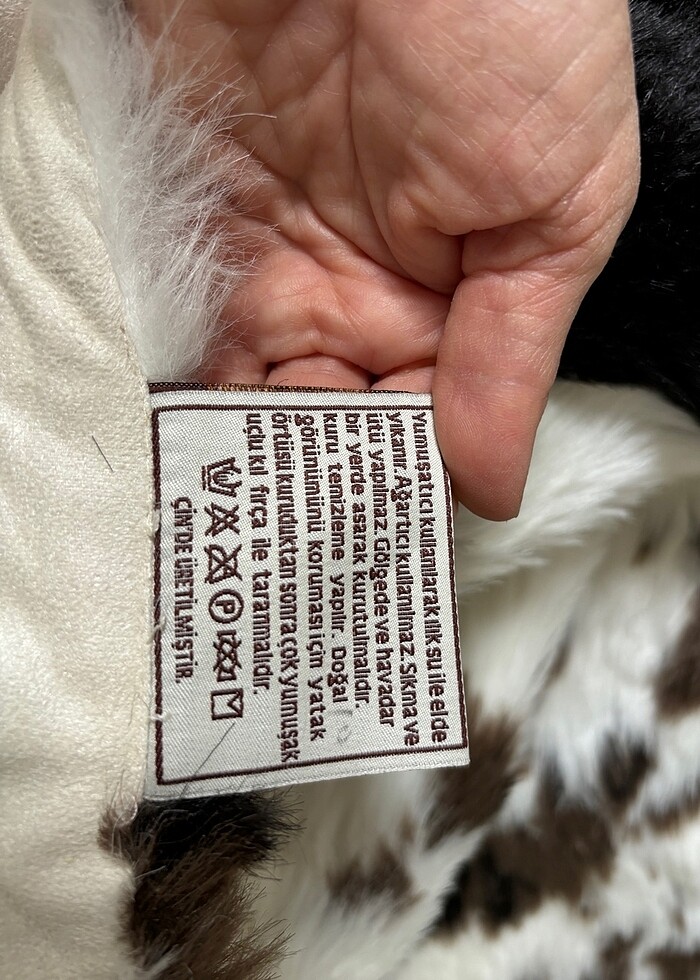 Yumuşatıcı kullanılarak ılık su ile elde
yıkanır. Ağartıcı kullanılmaz. Sıkma ve
ütü yapılmaz. Gölgede ve havadar
bir yerde asarak kurutulmalıdır.
Kuru temizleme yapılır. Doğal
görünümünü koruması için yatak
örtüsü kuruduktan sonra çok yumuşak
uçlu kıl fırça ile taranmalıdır.
P
ÇİN'DE ÜRETİLMİŞTİR.